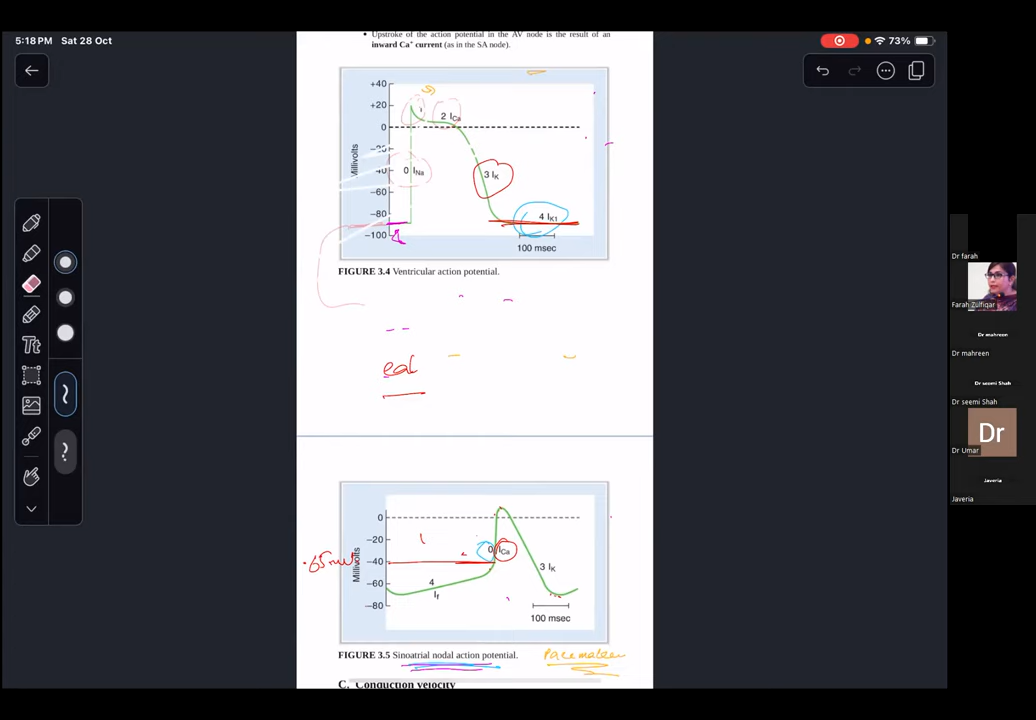 5:18 PM Sat 28 Oct
73%
• Upstroke of the action potential in the AV node is the result of an
inward Ca⁺ current (as in the SA node).
+40
+20
0
−20
−40
−60
−80
−100
Millivolts
1
2 ICa
0 INa
3 IK
4 IK1
100 msec
FIGURE 3.4 Ventricular action potential.
0
−20
−40
−60
−80
Millivolts
0 ICa
4
If
3 IK
100 msec
FIGURE 3.5 Sinoatrial nodal action potential.
C. Conduction velocity
Tt
Dr farah
Farah Zulfiqar
Dr mahreen
Dr mahreen
Dr seemi Shah
Dr seemi Shah
Dr
Dr Umar
Javeria
Javeria